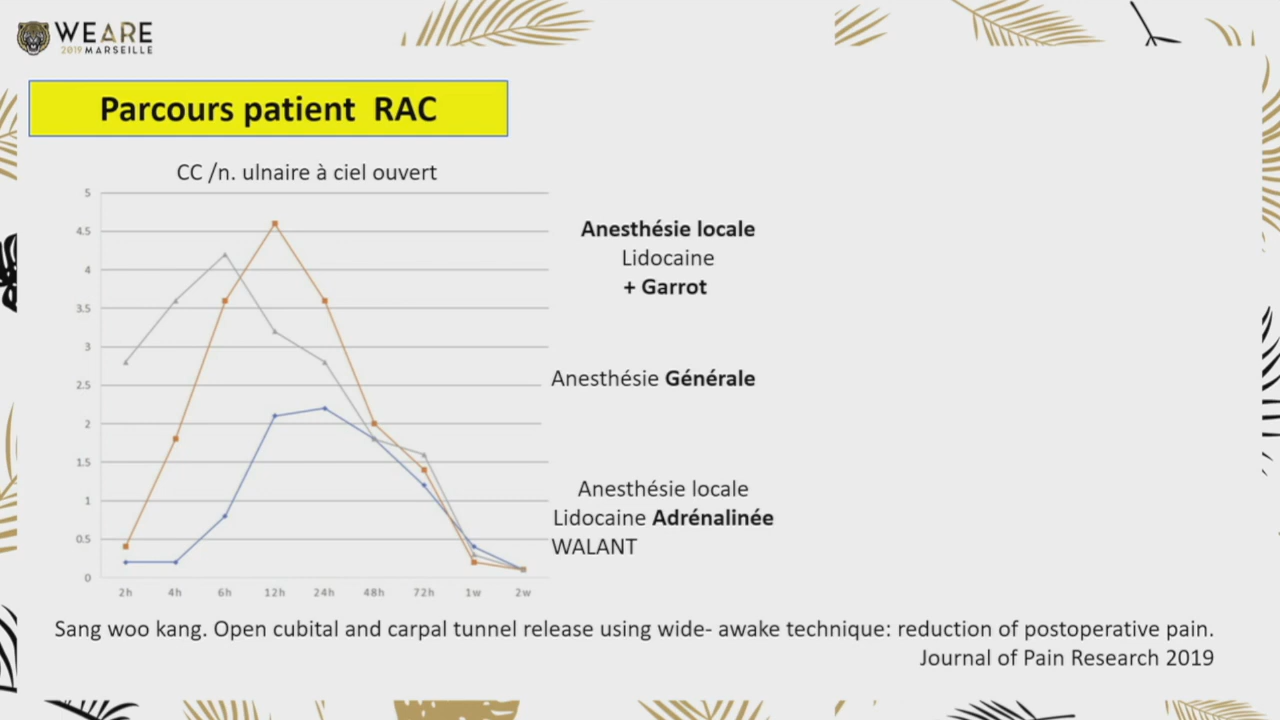 WEARE
2019 MARSEILLE
Parcours patient RAC
CC /n. ulnaire à ciel ouvert
5
4.5
4
3.5
3
2.5
2
1.5
1
0.5
0
2h 4h 6h 12h 24h 48h 72h 1w 2w
Anesthésie locale
Lidocaine
+ Garrot
Anesthésie Générale
Anesthésie locale
Lidocaine Adrénalinée
WALANT
Sang woo kang. Open cubital and carpal tunnel release using wide- awake technique: reduction of postoperative pain.
Journal of Pain Research 2019